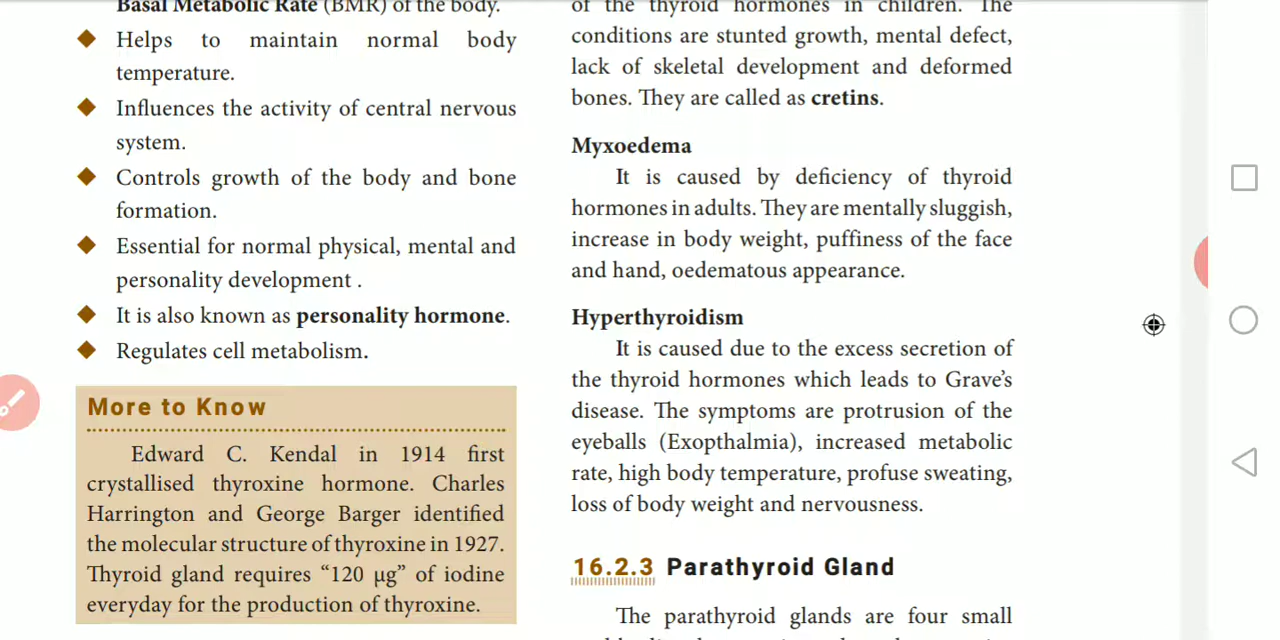 Basal Metabolic Rate (BMR) of the body.
Helps to maintain normal body
temperature.
Influences the activity of central nervous
system.
Controls growth of the body and bone
formation.
Essential for normal physical, mental and
personality development .
It is also known as personality hormone.
Regulates cell metabolism.
More to Know
Edward C. Kendal in 1914 first
crystallised thyroxine hormone. Charles
Harrington and George Barger identified
the molecular structure of thyroxine in 1927.
Thyroid gland requires “120 µg” of iodine
everyday for the production of thyroxine.
of the thyroid hormones in children. The
conditions are stunted growth, mental defect,
lack of skeletal development and deformed
bones. They are called as cretins.
Myxoedema
It is caused by deficiency of thyroid
hormones in adults. They are mentally sluggish,
increase in body weight, puffiness of the face
and hand, oedematous appearance.
Hyperthyroidism
It is caused due to the excess secretion of
the thyroid hormones which leads to Grave’s
disease. The symptoms are protrusion of the
eyeballs (Exopthalmia), increased metabolic
rate, high body temperature, profuse sweating,
loss of body weight and nervousness.
16.2.3 Parathyroid Gland
The parathyroid glands are four small